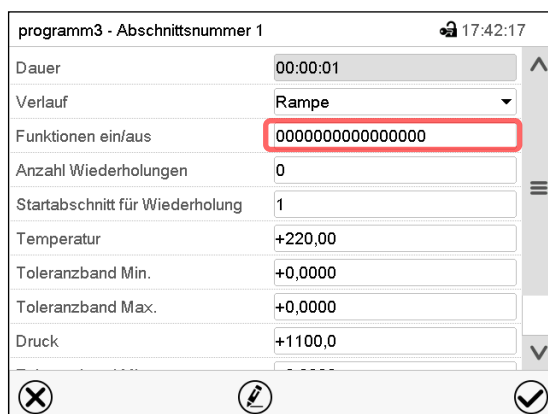 programm3 - Abschnittsnummer 1 17:42:17
Dauer 00:00:01
Verlauf Rampe
Funktionen ein/aus 0000000000000000
Anzahl Wiederholungen 0
Startabschnitt für Wiederholung 1
Temperatur +220,00
Toleranzband Min. +0,0000
Toleranzband Max. +0,0000
Druck +1100,0